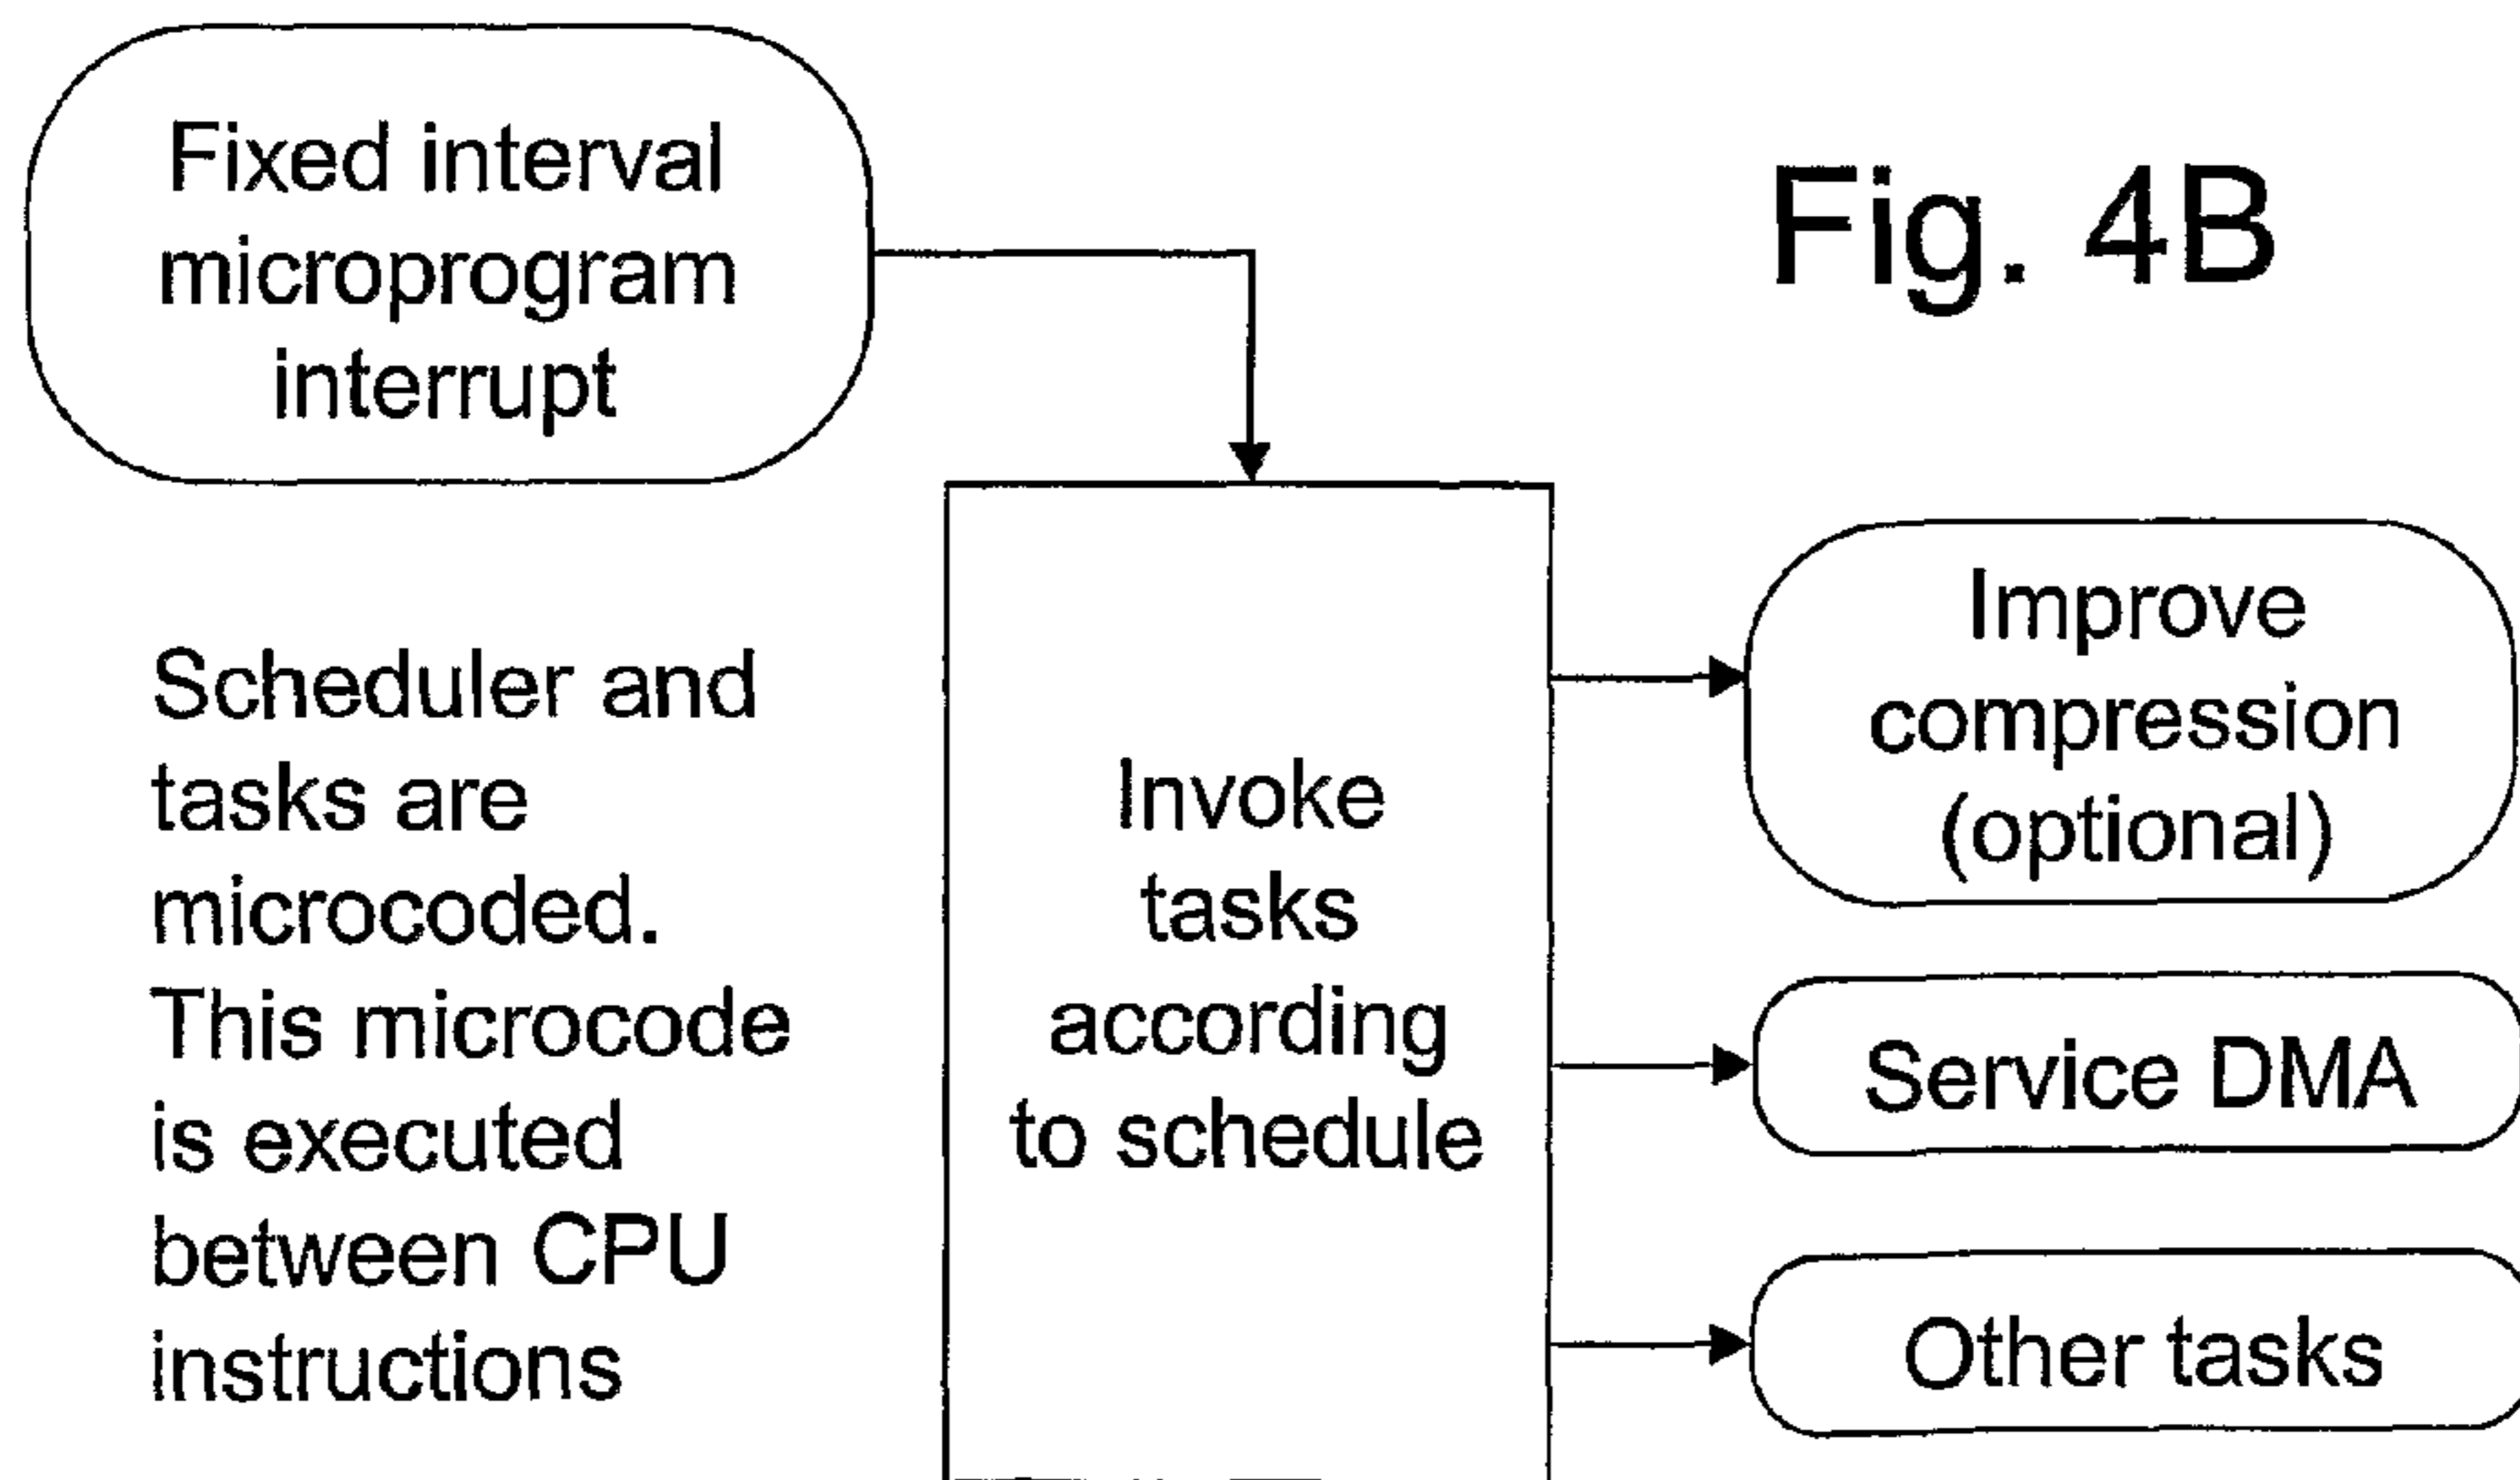 Fixed interval
microprogram
interrupt
Fig. 4B
Scheduler and
tasks are
microcoded.
This microcode
is executed
between CPU
instructions
Invoke
tasks
according
to schedule
Improve
compression
(optional)
Service DMA
Other tasks